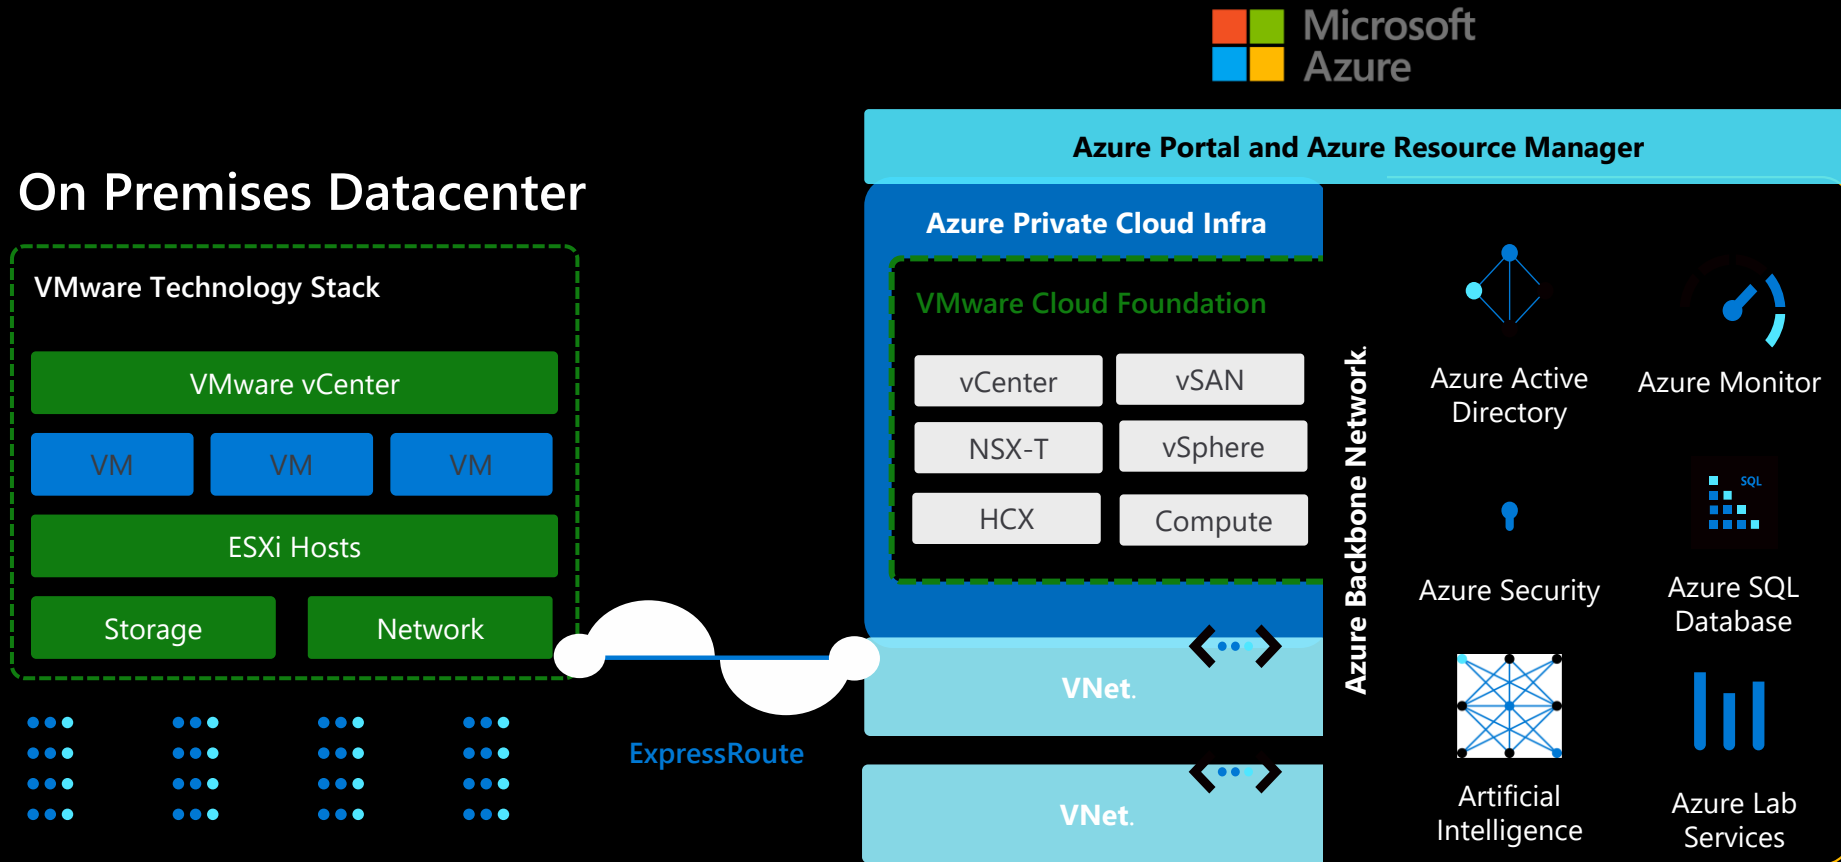 Microsoft
Azure
Azure Portal and Azure Resource Manager
On Premises Datacenter
VMware Technology Stack
VMware vCenter
VM
VM
VM
ESXi Hosts
Storage
Network
ExpressRoute
Azure Private Cloud Infra
VMware Cloud Foundation
vCenter
vSAN
NSX-T
vSphere
HCX
Compute
VNet.
VNet.
Azure Backbone Network.
Azure Active
Directory
Azure Monitor
Azure Security
SQL
Azure SQL
Database
Artificial
Intelligence
Azure Lab
Services